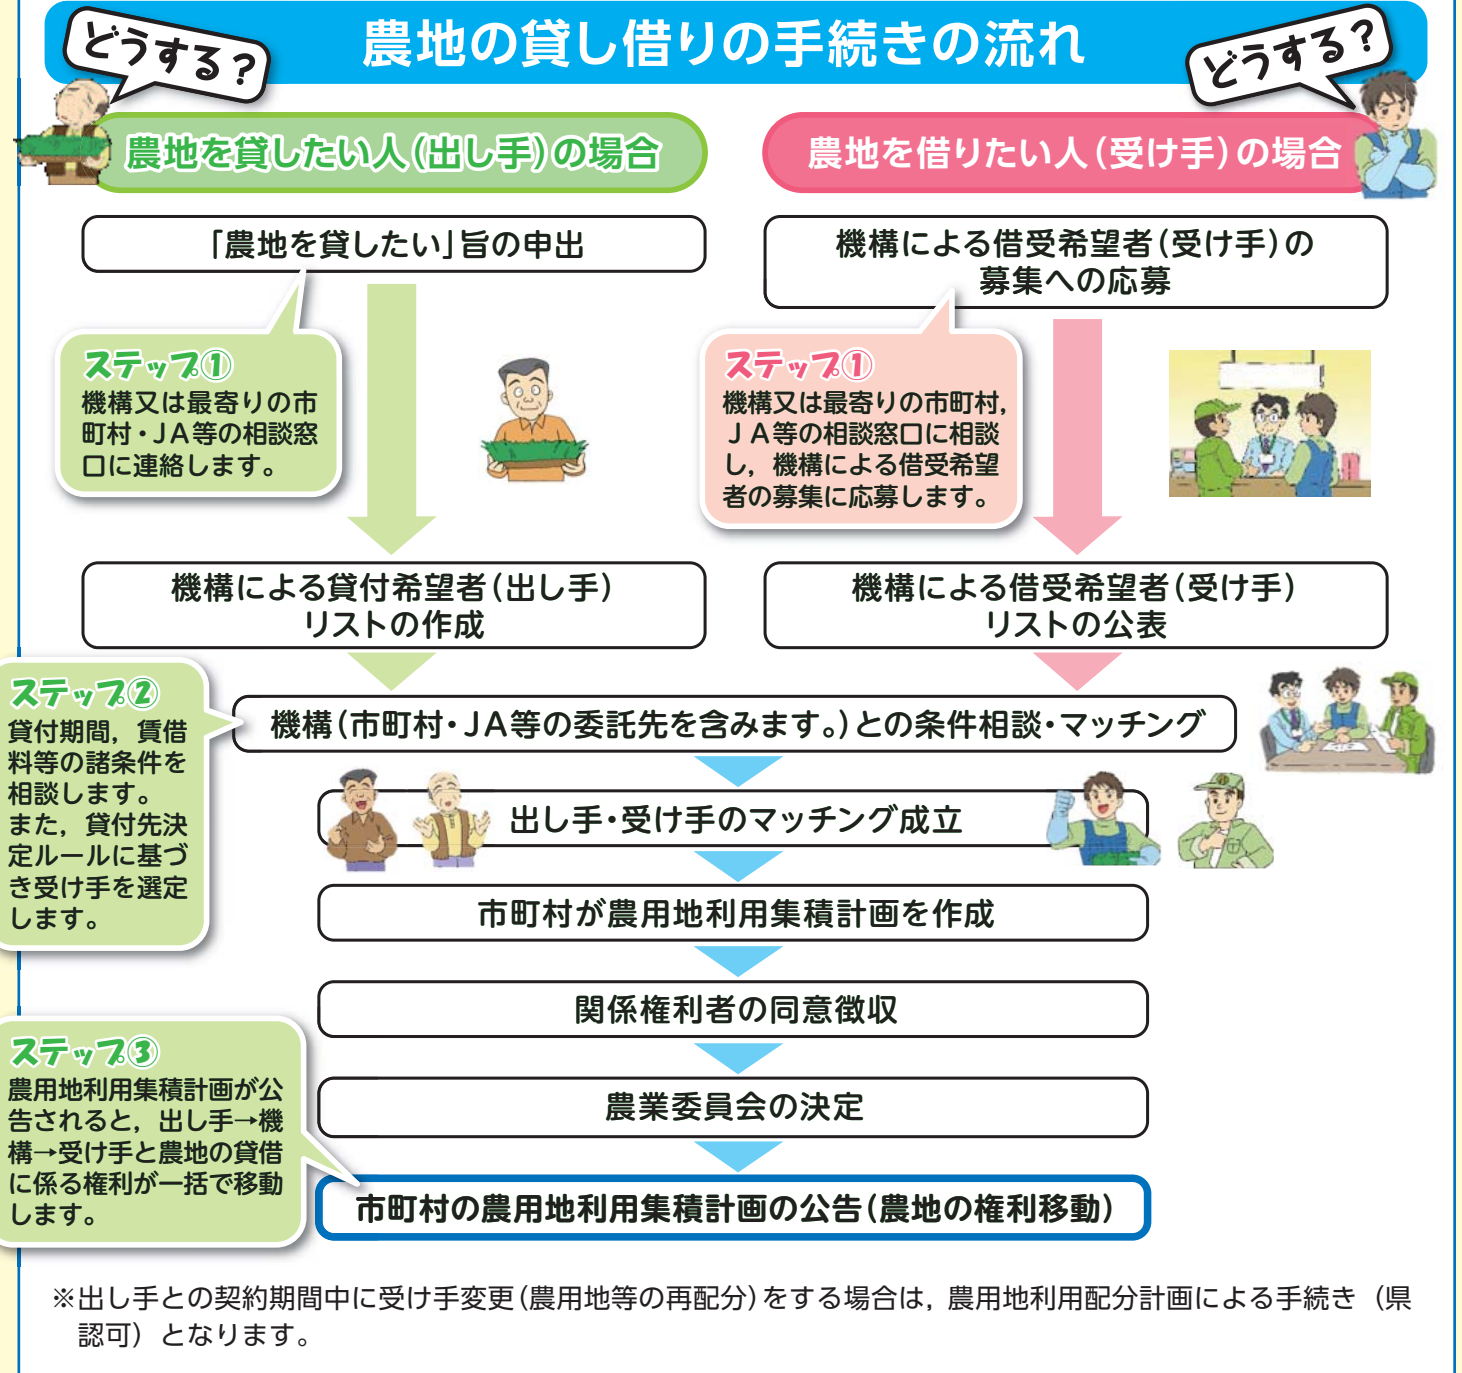 農地の貸し借りの手続きの流れ
どうする？
どうする？
農地を貸したい人（出し手）の場合
農地を借りたい人（受け手）の場合
「農地を貸したい」旨の申出
機構による借受希望者（受け手）の
募集への応募
ステップ①
機構又は最寄りの市
町村・ＪＡ等の相談窓
口に連絡します。
ステップ①
機構又は最寄りの市町村，
ＪＡ等の相談窓口に相談
し，機構による借受希望
者の募集に応募します。
機構による貸付希望者（出し手）
リストの作成
機構による借受希望者（受け手）
リストの公表
ステップ②
貸付期間，賃借
料等の諸条件を
相談します。
また，貸付先決
定ルールに基づ
き受け手を選定
します。
機構（市町村・ＪＡ等の委託先を含みます。）との条件相談・マッチング
出し手・受け手のマッチング成立
市町村が農用地利用集積計画を作成
関係権利者の同意徴収
農業委員会の決定
ステップ③
農用地利用集積計画が公
告されると，出し手→機
構→受け手と農地の貸借
に係る権利が一括で移動
します。
市町村の農用地利用集積計画の公告（農地の権利移動）
※出し手との契約期間中に受け手変更（農用地等の再配分）をする場合は，農用地利用配分計画による手続き（県
認可）となります。